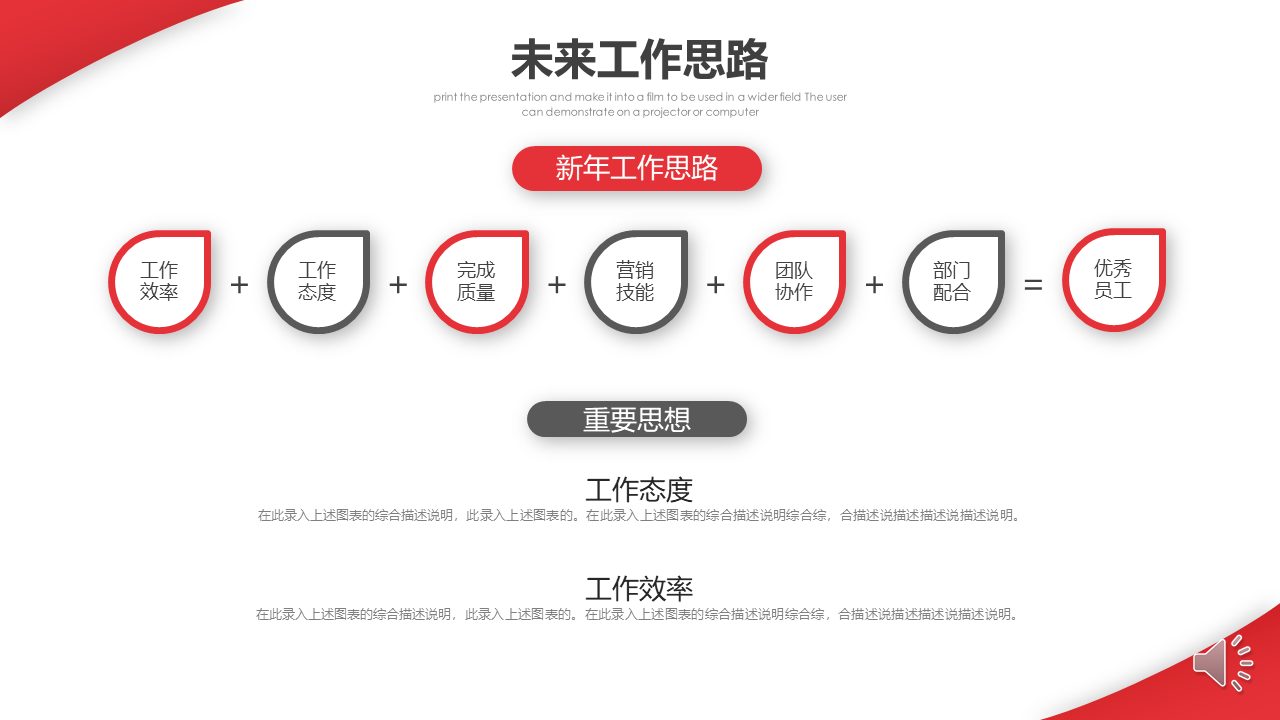 未来工作思路
print the presentation and make it into a film to be used in a wider field The user
can demonstrate on a projector or computer
新年工作思路
工作
效率
+
工作
态度
+
完成
质量
+
营销
技能
+
团队
协作
+
部门
配合
=
优秀
员工
重要思想
工作态度
在此录入上述图表的综合描述说明，此录入上述图表的。在此录入上述图表的综合描述说明综合综，合描述说描述描述说描述说明。
工作效率
在此录入上述图表的综合描述说明，此录入上述图表的。在此录入上述图表的综合描述说明综合综，合描述说描述描述说描述说明。